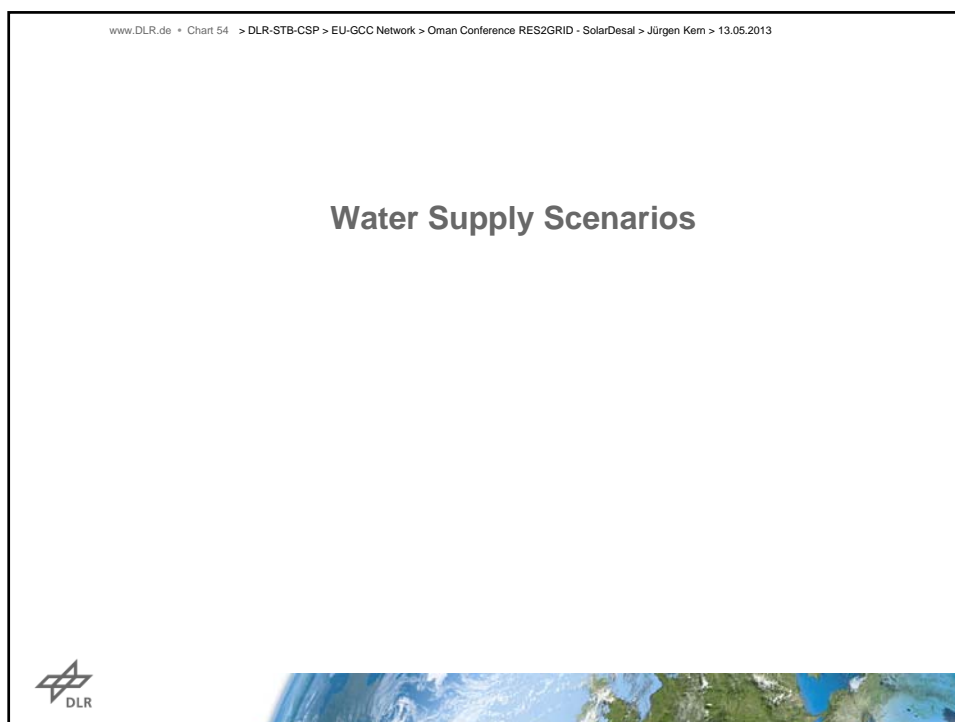 www.DLR.de • Chart 54 > DLR-STB-CSP > EU-GCC Network > Oman Conference RES2GRID - SolarDesal > Jürgen Kern > 13.05.2013
Water Supply Scenarios
DLR